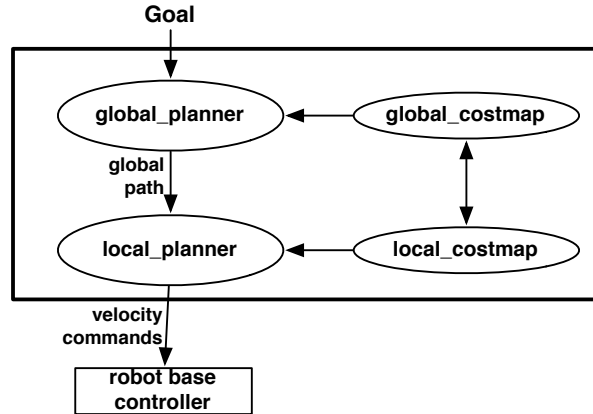 Goal
global_planner
global_costmap
global
path
local_planner
local_costmap
velocity
commands
robot base
controller